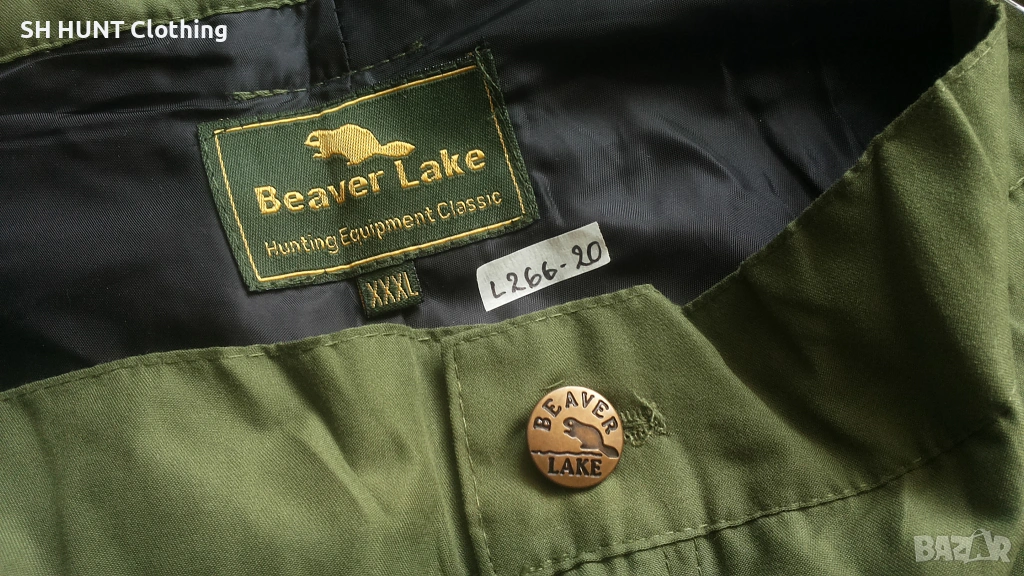 SH HUNT Clothing
Beaver Lake
Hunting Equipment Classic
XXXL
L266-20
BEAVER
LAKE
BAZAR